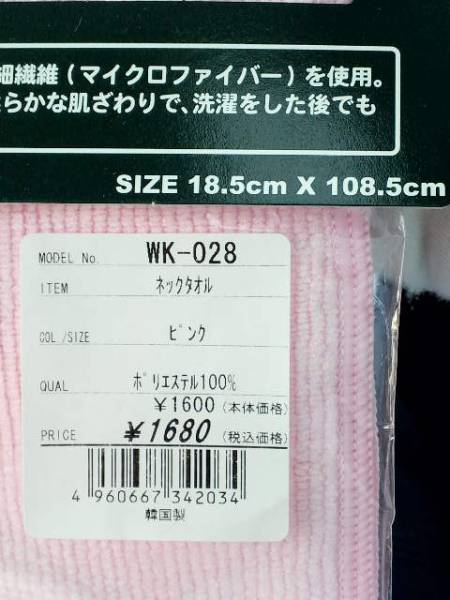 細繊維(マイクロファイバー)を使用。
らかな肌ざわりで、洗濯をした後でも
SIZE 18.5cm X 108.5cm
MODEL No. WK-028
ITEM ネックタオル
COL /SIZE ピンク
QUAL ポリエステル100%
¥1600 (本体価格)
PRICE ¥1680 (税込価格)
4 960667 342034
韓国製